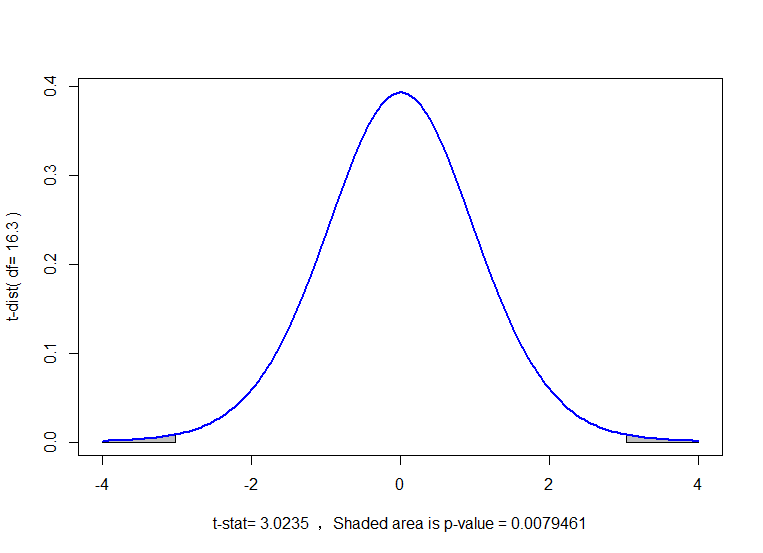 0.4
0.3
0.2
0.1
0.0
t-dist( df= 16.3 )
-4 -2 0 2 4
t-stat= 3.0235 , Shaded area is p-value = 0.0079461